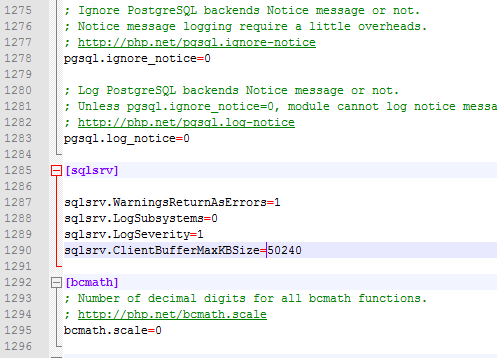 1275 ; Ignore PostgreSQL backends Notice message or not.
1276 ; Notice message logging require a little overheads.
1277 ; http://php.net/pgsql.ignore-notice
1278 pgsql.ignore_notice=0
1279
1280 ; Log PostgreSQL backends Notice message or not.
1281 ; Unless pgsql.ignore_notice=0, module cannot log notice messa
1282 ; http://php.net/pgsql.log-notice
1283 pgsql.log_notice=0
1284
1285 [sqlsrv]
1286
1287 sqlsrv.WarningsReturnAsErrors=1
1288 sqlsrv.LogSubsystems=0
1289 sqlsrv.LogSeverity=1
1290 sqlsrv.ClientBufferMaxKBSize=50240
1291
1292 [bcmath]
1293 ; Number of decimal digits for all bcmath functions.
1294 ; http://php.net/bcmath.scale
1295 bcmath.scale=0
1296